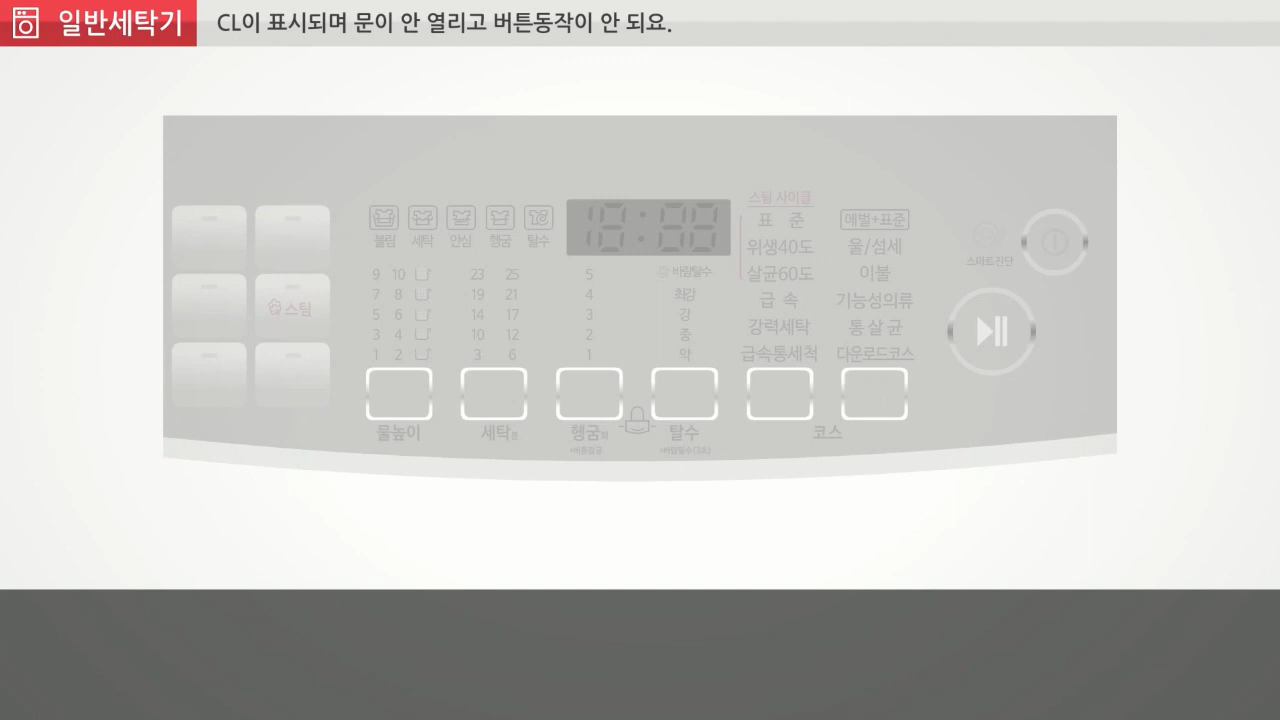 일반세탁기
CL이 표시되며 문이 안 열리고 버튼동작이 안 되요.
스팀 사이클
표 준
애벌+표준
불림 세탁 안심 헹굼 탈수
위생40도
울/섬세
스마트진단
9 10 23 25 5 바람탈수
살균60도
이불
7 8 19 21 4 최강
급 속
기능성의류
스팀
5 6 14 17 3 강
강력세탁
통살균
3 4 10 12 2 중
급속통세척
다운로드코스
1 2 3 6 1 약
물높이 세탁 헹굼 탈수 코스